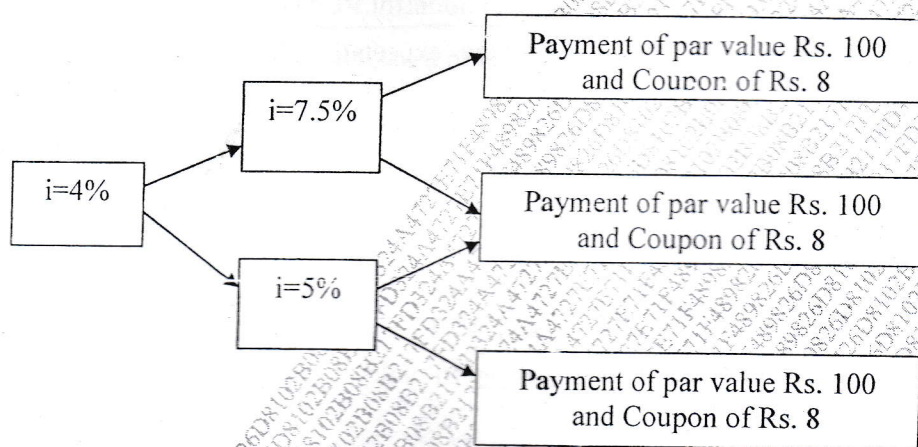 Payment of par value Rs. 100
and Coupon of Rs. 8
i=7.5%
i=4%
Payment of par value Rs. 100
and Coupon of Rs. 8
i=5%
Payment of par value Rs. 100
and Coupon of Rs. 8